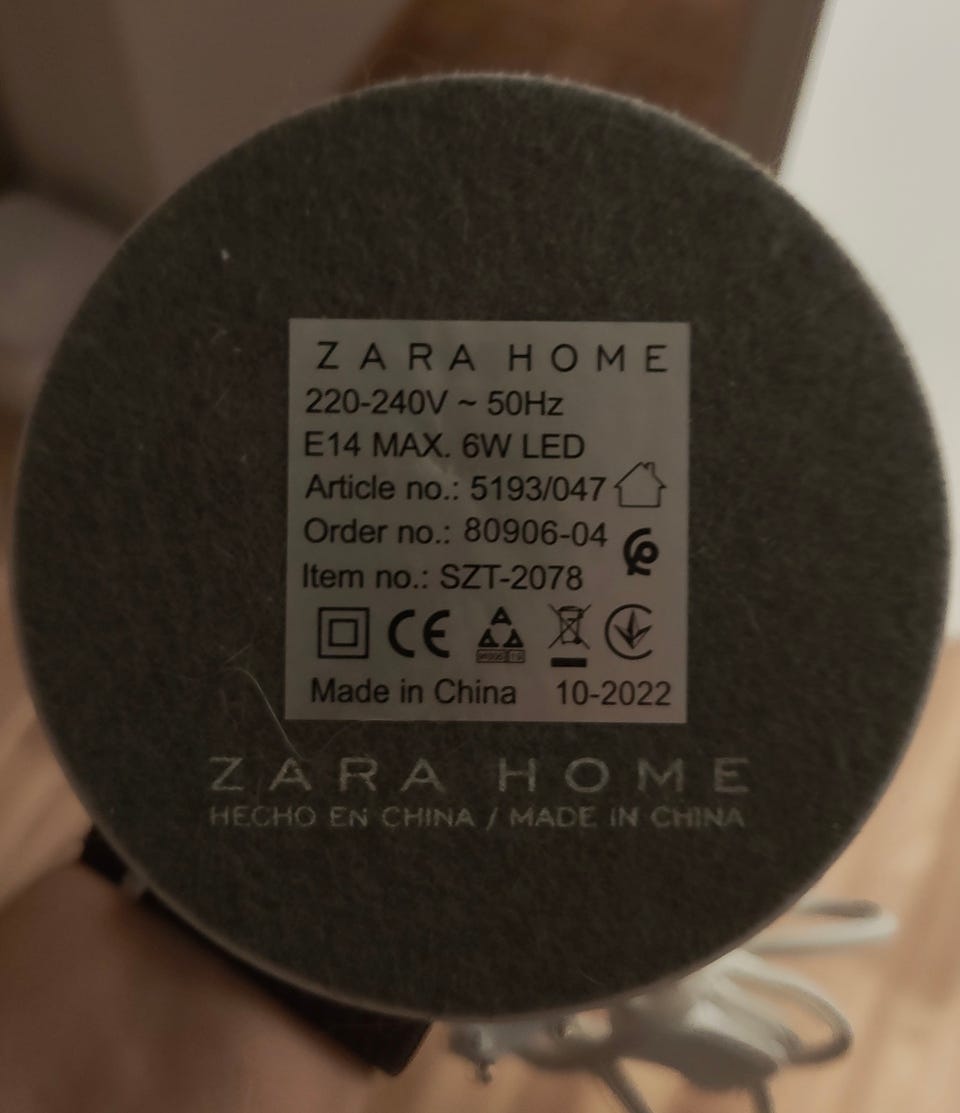 ZARA HOME
220-240V ~ 50Hz
E14 MAX. 6W LED
Article no.: 5193/047
Order no.: 80906-04
Item no.: SZT-2078
CE
Made in China 10-2022
ZARA HOME
HECHO EN CHINA / MADE IN CHINA